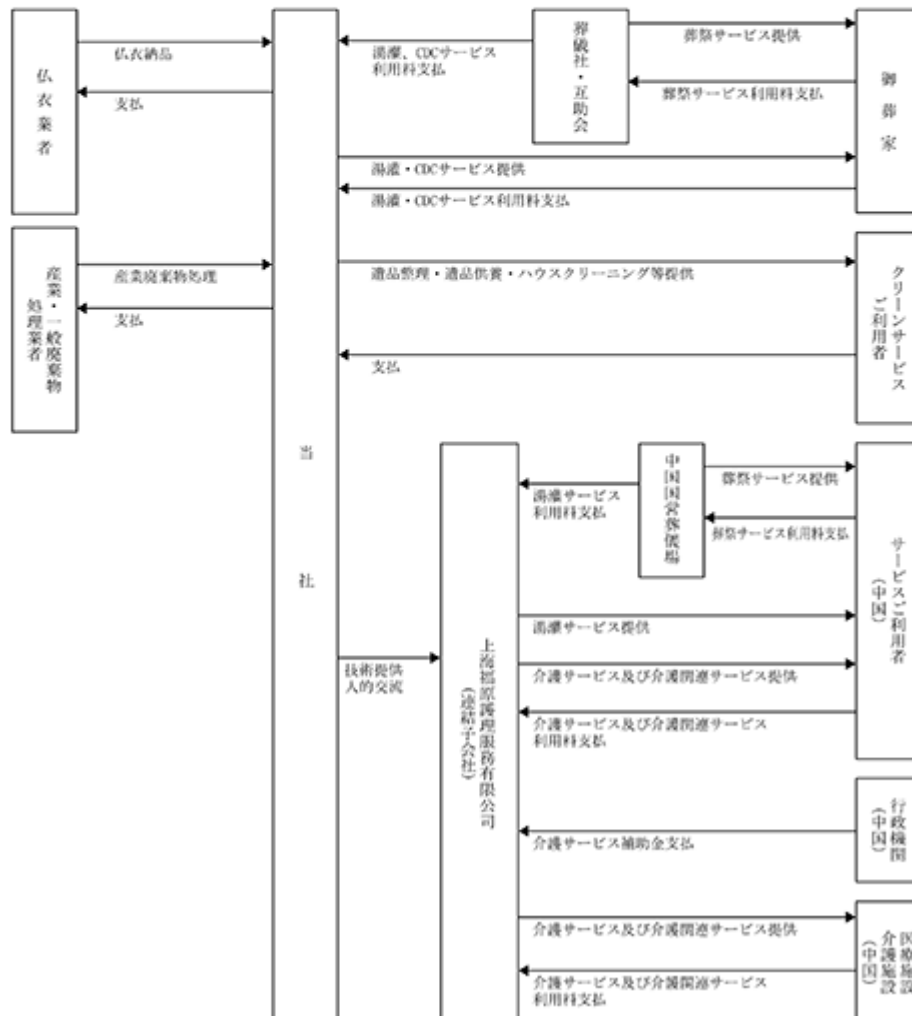 仏衣業者
仏衣納品
支払
湯灌、CDCサービス
利用料支払
葬儀社・互助会
葬祭サービス提供
葬祭サービス利用料支払
御葬家
湯灌・CDCサービス提供
湯灌・CDCサービス利用料支払
産業・一般廃棄物
処理業者
産業廃棄物処理
支払
遺品整理・遺品供養・ハウスクリーニング等提供
支払
クリーンサービス
ご利用者
当社
技術提供
人的交流
上海福原護理服務有限公司
(連結子会社)
湯灌サービス
利用料支払
中国国営葬儀場
葬祭サービス提供
葬祭サービス利用料支払
サービスご利用者
(中国)
湯灌サービス提供
介護サービス及び介護関連サービス提供
介護サービス及び介護関連サービス
利用料支払
介護サービス補助金支払
行政機関
(中国)
介護サービス及び介護関連サービス提供
介護サービス及び介護関連サービス
利用料支払
医療施設
介護施設
(中国)